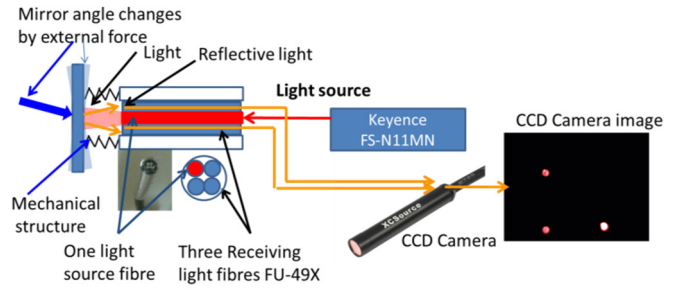 Mirror angle changes
by external force
Light
Reflective light
Light source
Keyence
FS-N11MN
CCD Camera image
XCSource
CCD Camera
Mechanical
structure
One light
source fibre
Three Receiving
light fibres FU-49X